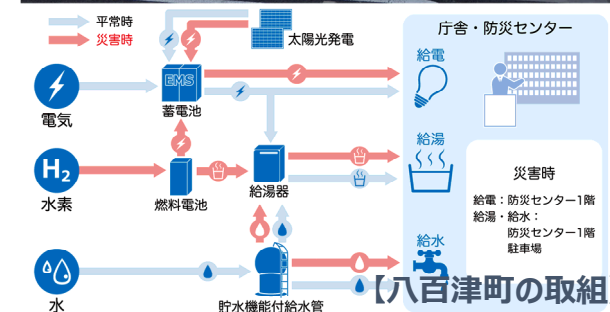 平常時
災害時
太陽光発電
EMS
蓄電池
電気
H₂
水素
燃料電池
給湯器
水
貯水機能付給水管
庁舎・防災センター
給電
給湯
給水
災害時
給電：防災センター1階
給湯・給水：
防災センター1階
駐車場
【八百津町の取組